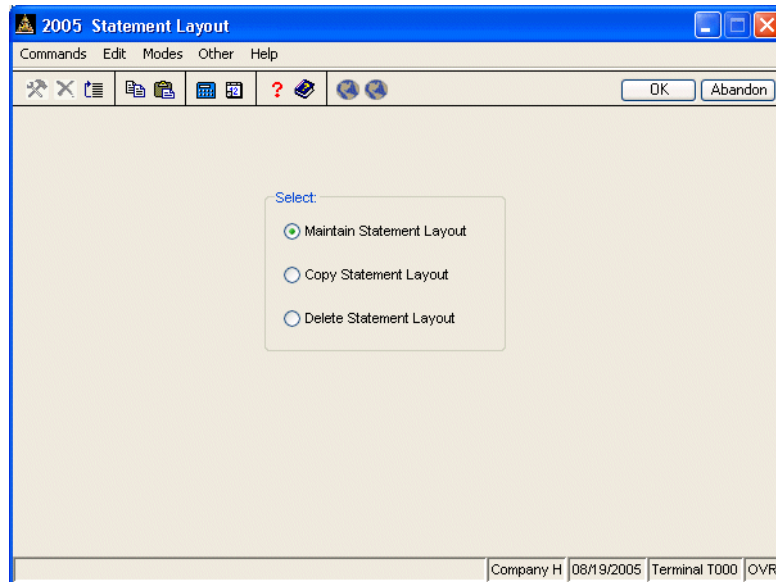 2005 Statement Layout
Commands Edit Modes Other Help
OK Abandon
Select:
Maintain Statement Layout
Copy Statement Layout
Delete Statement Layout
Company H 08/19/2005 Terminal T000 OVR